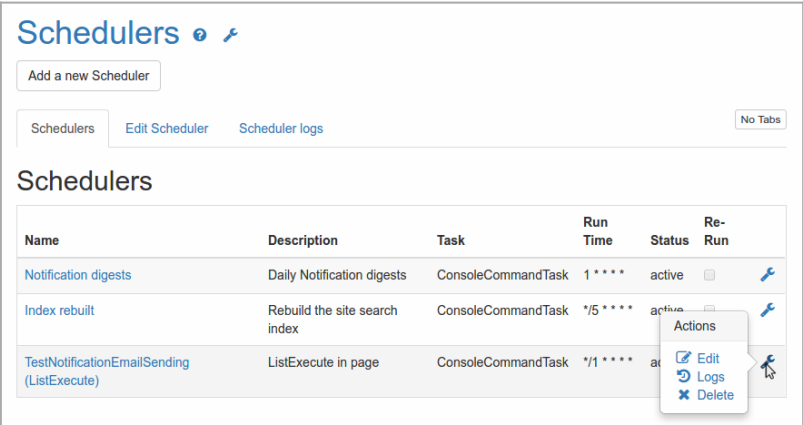 Schedulers
Add a new Scheduler
Schedulers Edit Scheduler Scheduler logs No Tabs
Schedulers
Name Description Task Run Time Status Re-Run
Notification digests Daily Notification digests ConsoleCommandTask 1 * * * * active
Index rebuilt Rebuild the site search index ConsoleCommandTask */5 * * * * active
TestNotificationEmailSending (ListExecute) ListExecute in page ConsoleCommandTask */1 * * * *
Actions
Edit
Logs
Delete